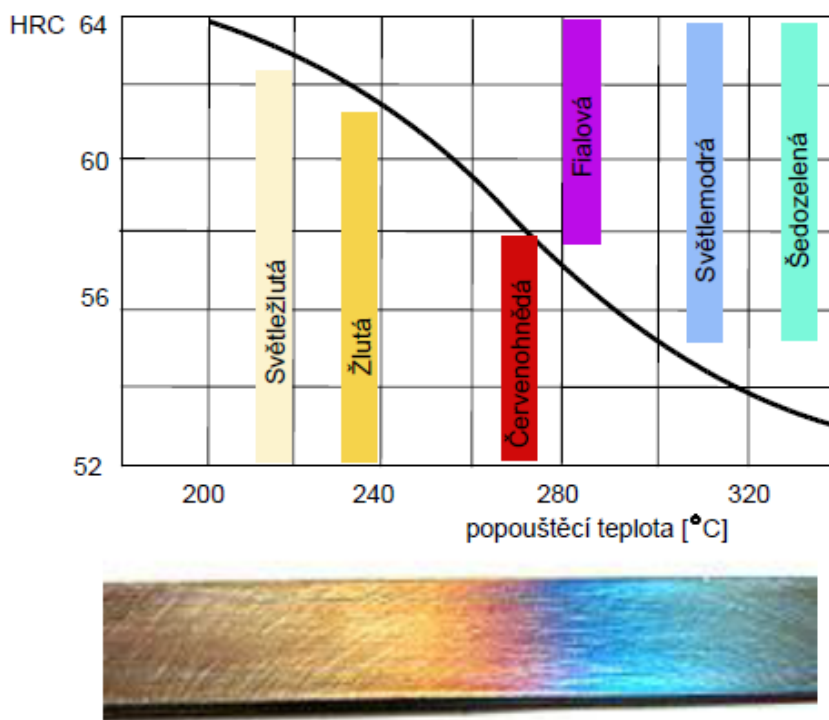 HRC 64
60
56
52
Světležlutá
Žlutá
Červenohnědá
Fialová
Světlemodrá
Šedozelená
200 240 280 320
popouštěcí teplota [°C]